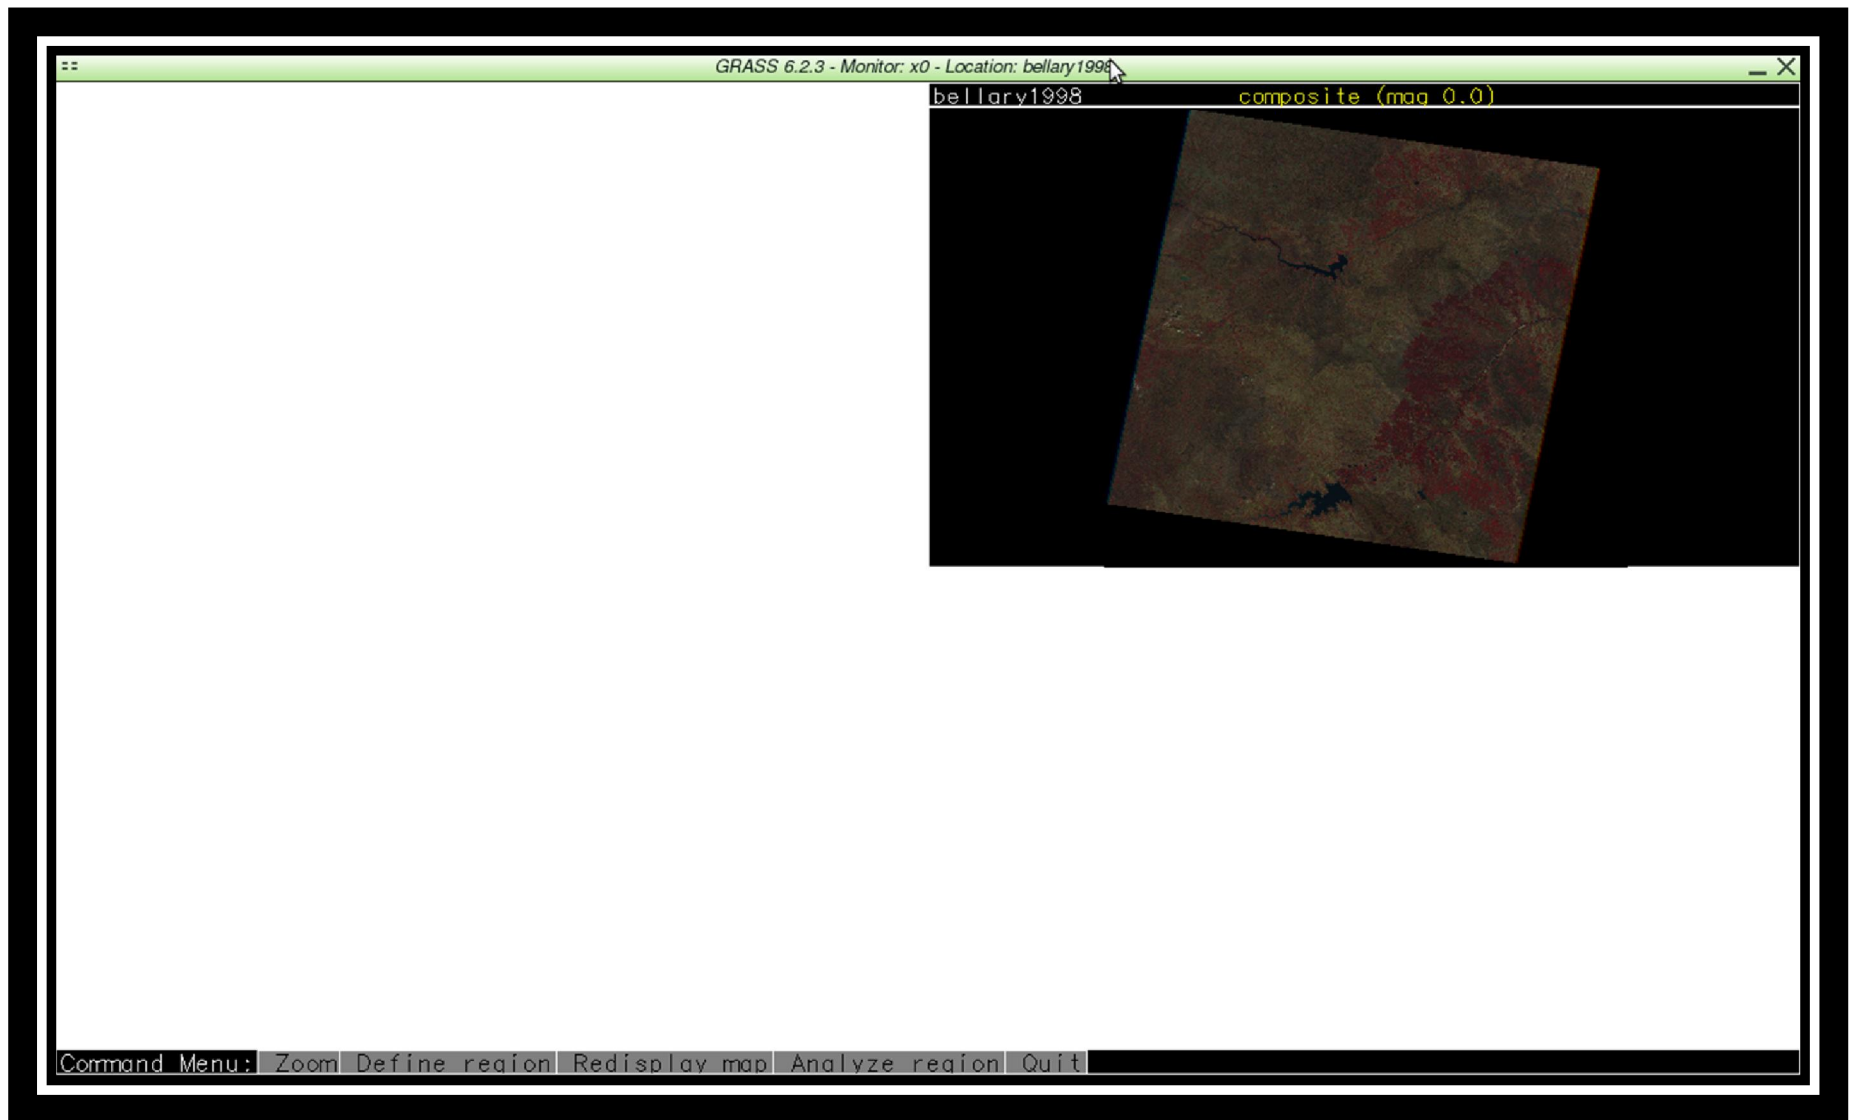 GRASS 6.2.3 - Monitor: x0 - Location: bellary1998
bellary1998 composite (mag 0.0)
Command Menu: Zoom Define region Redisplay map Analyze region Quit